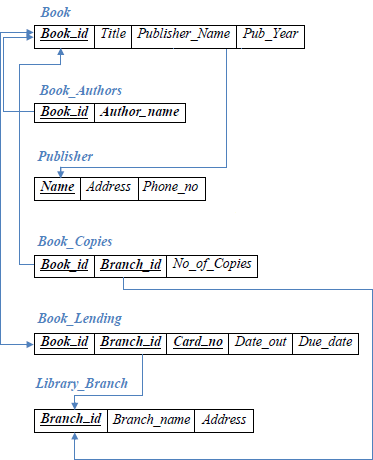 Book
Book_id Title Publisher_Name Pub_Year
Book_Authors
Book_id Author_name
Publisher
Name Address Phone_no
Book_Copies
Book_id Branch_id No_of_Copies
Book_Lending
Book_id Branch_id Card_no Date_out Due_date
Library_Branch
Branch_id Branch_name Address